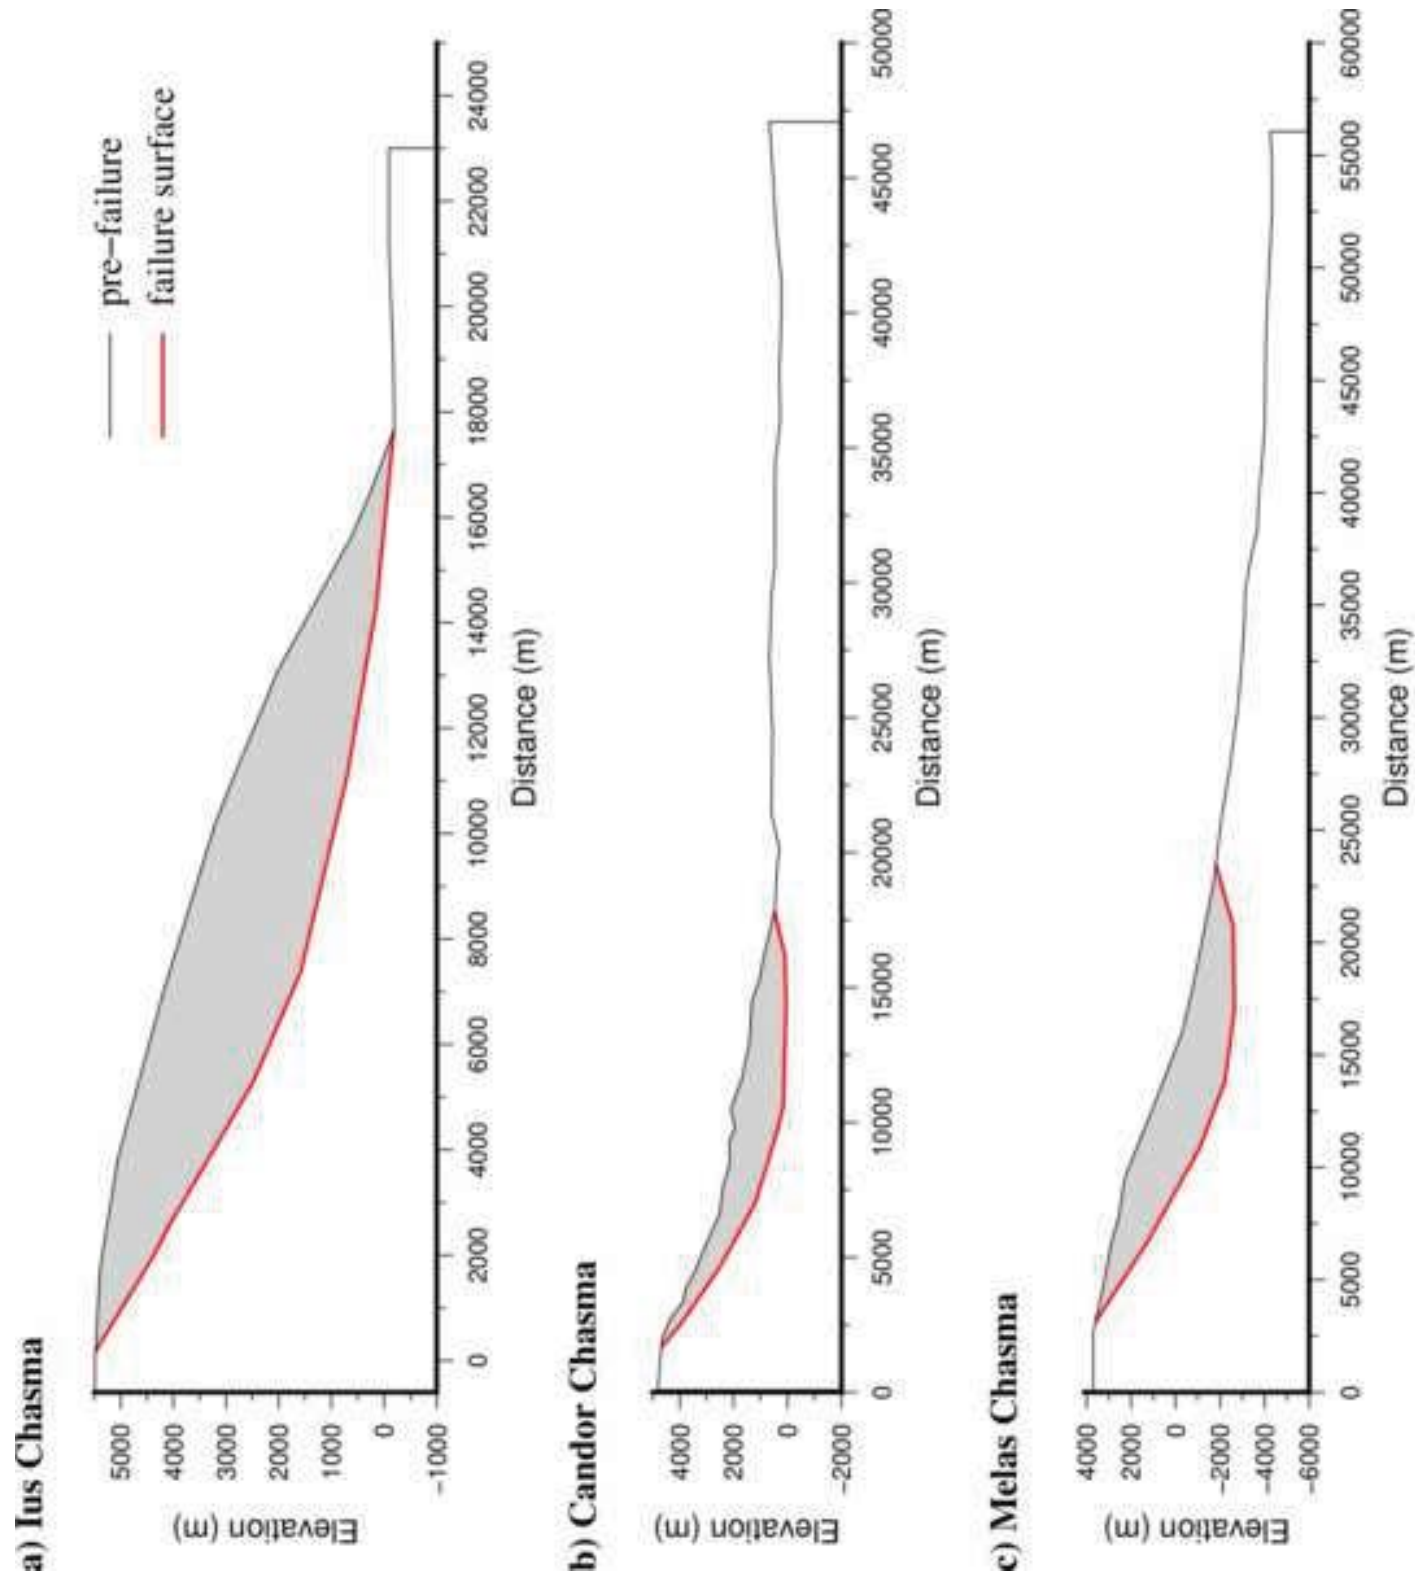 a) Ius Chasma
pre–failure
failure surface
Elevation (m)
5000
4000
3000
2000
1000
0
-1000
0 2000 4000 6000 8000 10000 12000 14000 16000 18000 20000 22000 24000
Distance (m)
b) Candor Chasma
Elevation (m)
4000
2000
0
-2000
0 5000 10000 15000 20000 25000 30000 35000 40000 45000 50000
Distance (m)
c) Melas Chasma
Elevation (m)
4000
2000
0
-2000
-4000
-6000
0 5000 10000 15000 20000 25000 30000 35000 40000 45000 50000 55000 60000
Distance (m)